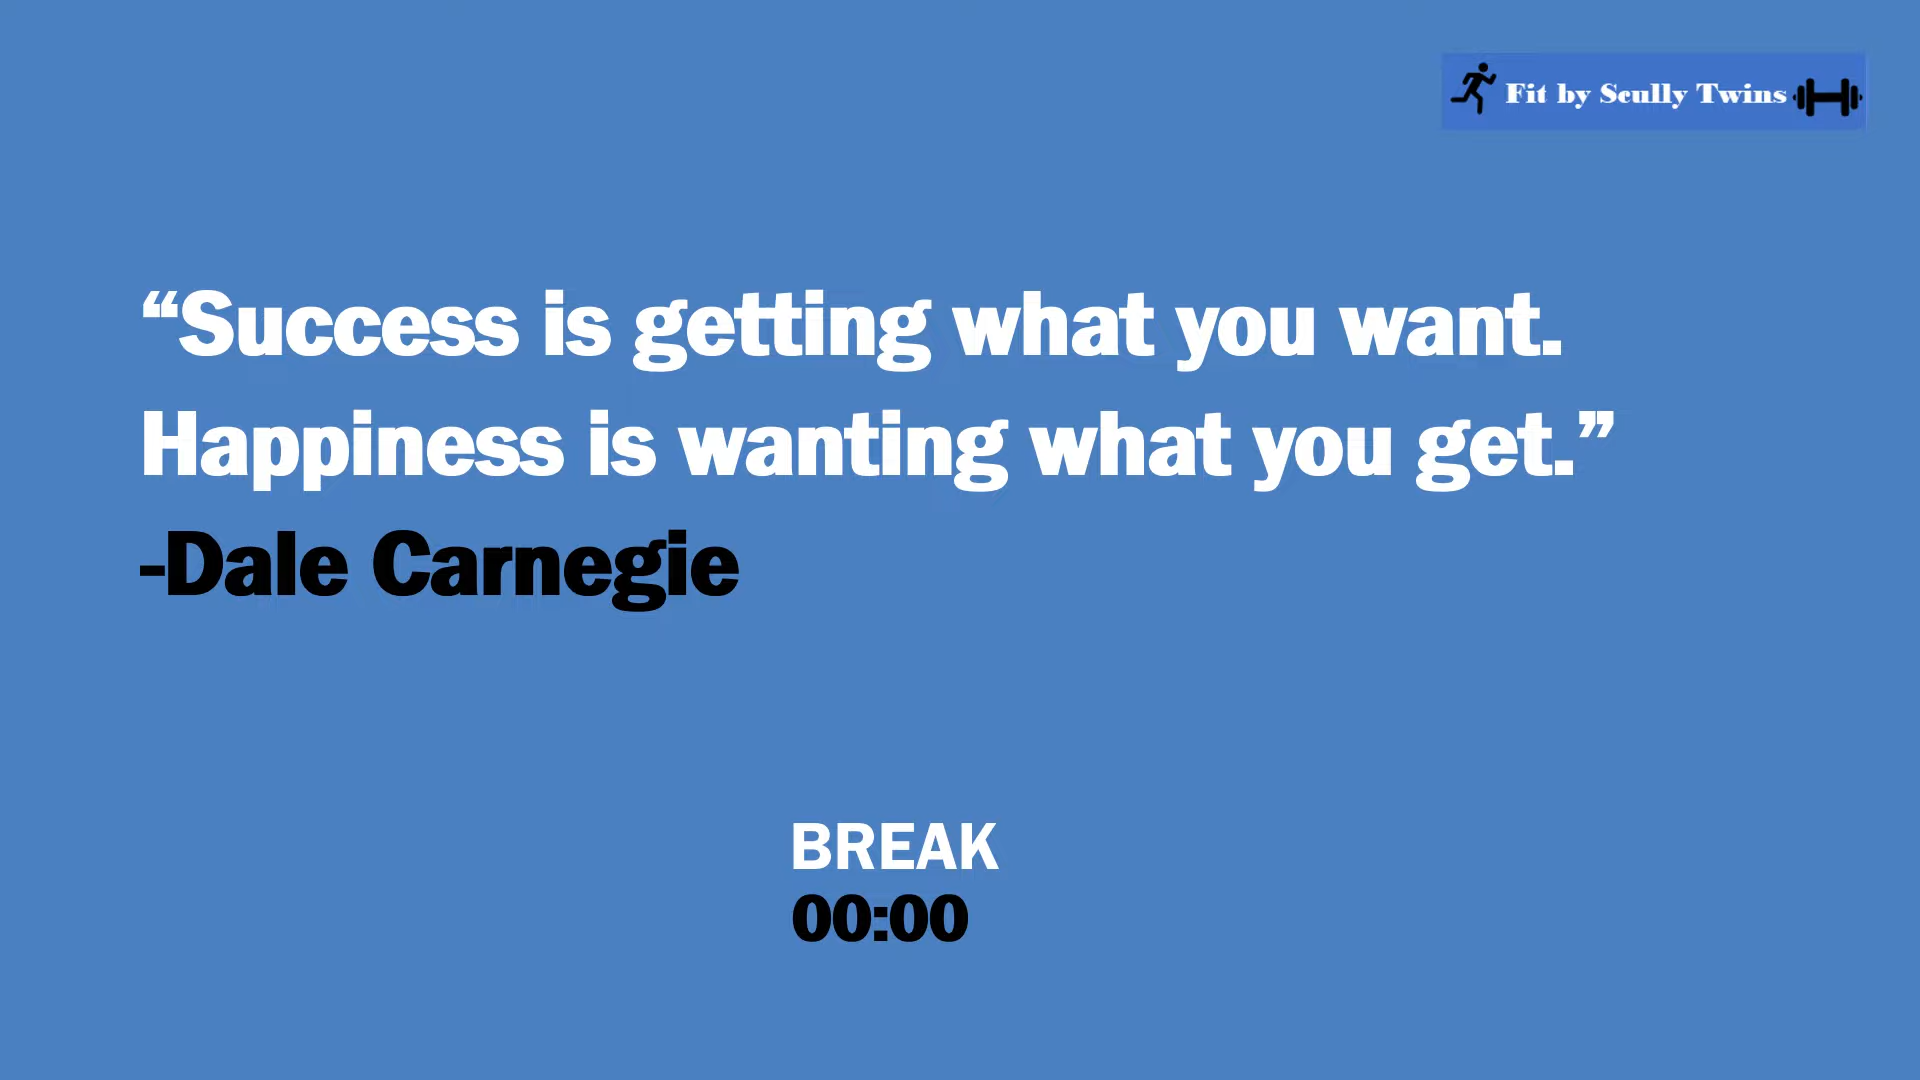 Fit by Scully Twins
“Success is getting what you want.
Happiness is wanting what you get.”
-Dale Carnegie
BREAK
00:00